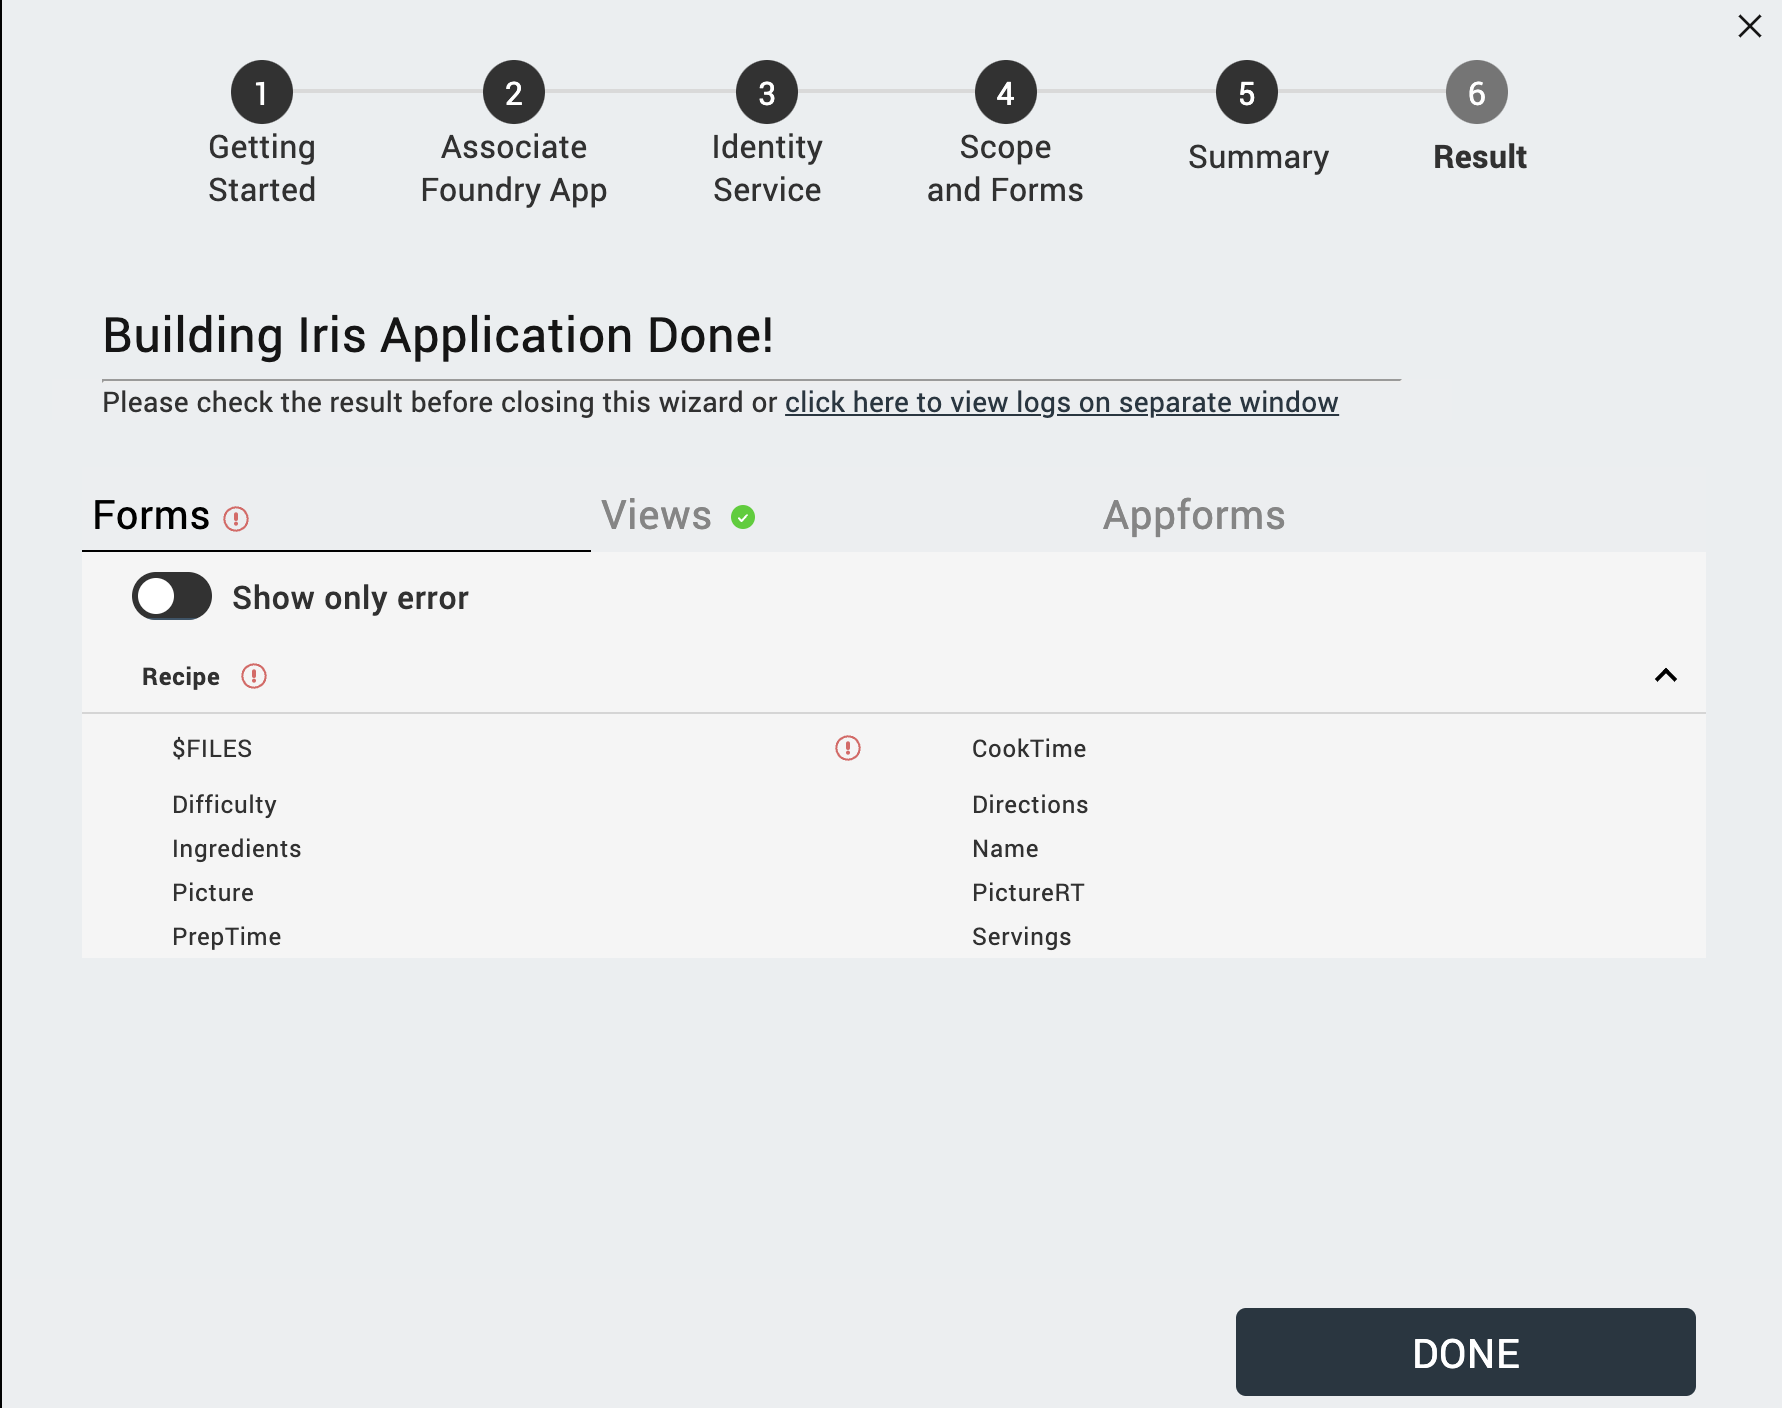 1
Getting
Started
2
Associate
Foundry App
3
Identity
Service
4
Scope
and Forms
5
Summary
6
Result
Building Iris Application Done!
Please check the result before closing this wizard or click here to view logs on separate window
Forms
Views
Appforms
Show only error
Recipe
$FILES
CookTime
Difficulty
Directions
Ingredients
Name
Picture
PictureRT
PrepTime
Servings
DONE